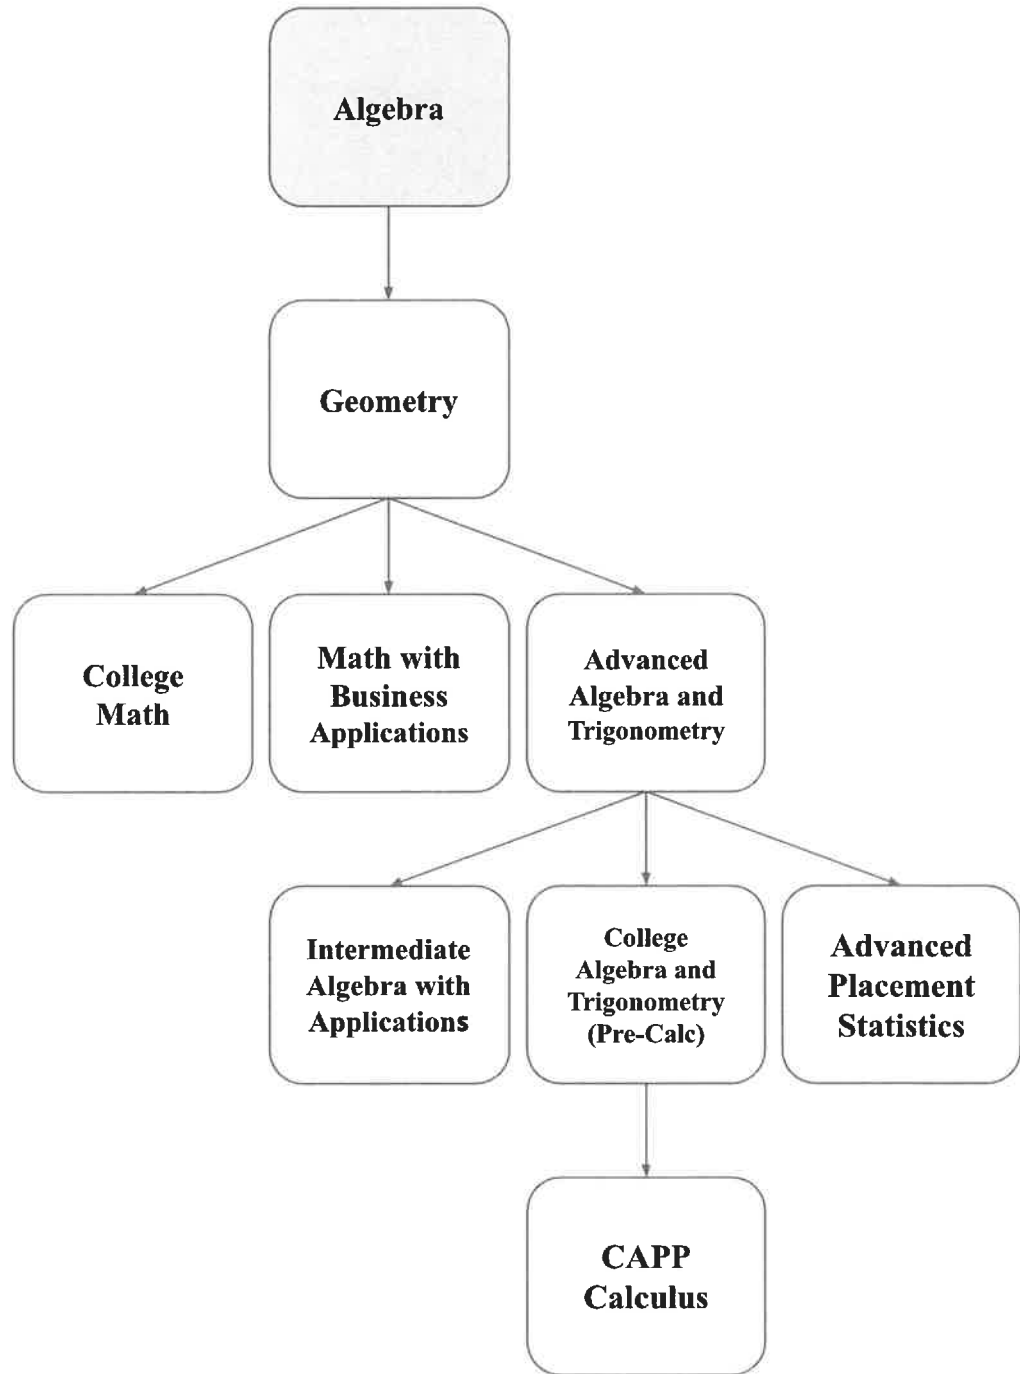 Algebra
Geometry
College
Math
Math with
Business
Applications
Advanced
Algebra and
Trigonometry
Intermediate
Algebra with
Applications
College
Algebra and
Trigonometry
(Pre-Calc)
Advanced
Placement
Statistics
CAPP
Calculus